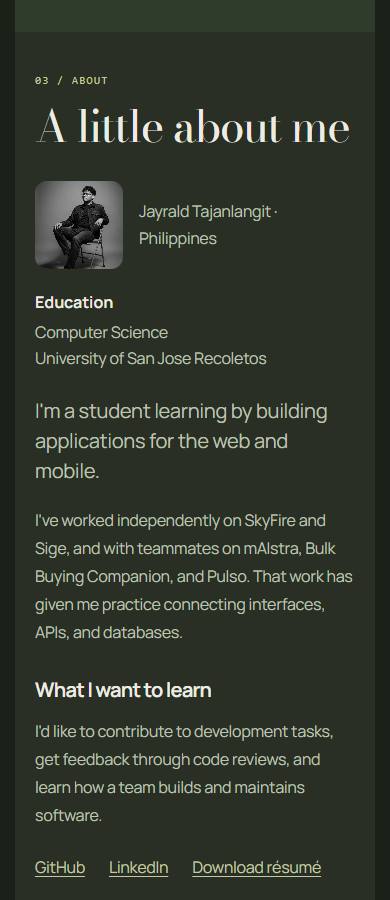 03 / ABOUT
A little about me
Jayrald Tajanlangit ·
Philippines
Education
Computer Science
University of San Jose Recoletos
I'm a student learning by building
applications for the web and
mobile.
I've worked independently on SkyFire and
Sige, and with teammates on mAIstra, Bulk
Buying Companion, and Pulso. That work has
given me practice connecting interfaces,
APIs, and databases.
What I want to learn
I'd like to contribute to development tasks,
get feedback through code reviews, and
learn how a team builds and maintains
software.
GitHub LinkedIn Download résumé